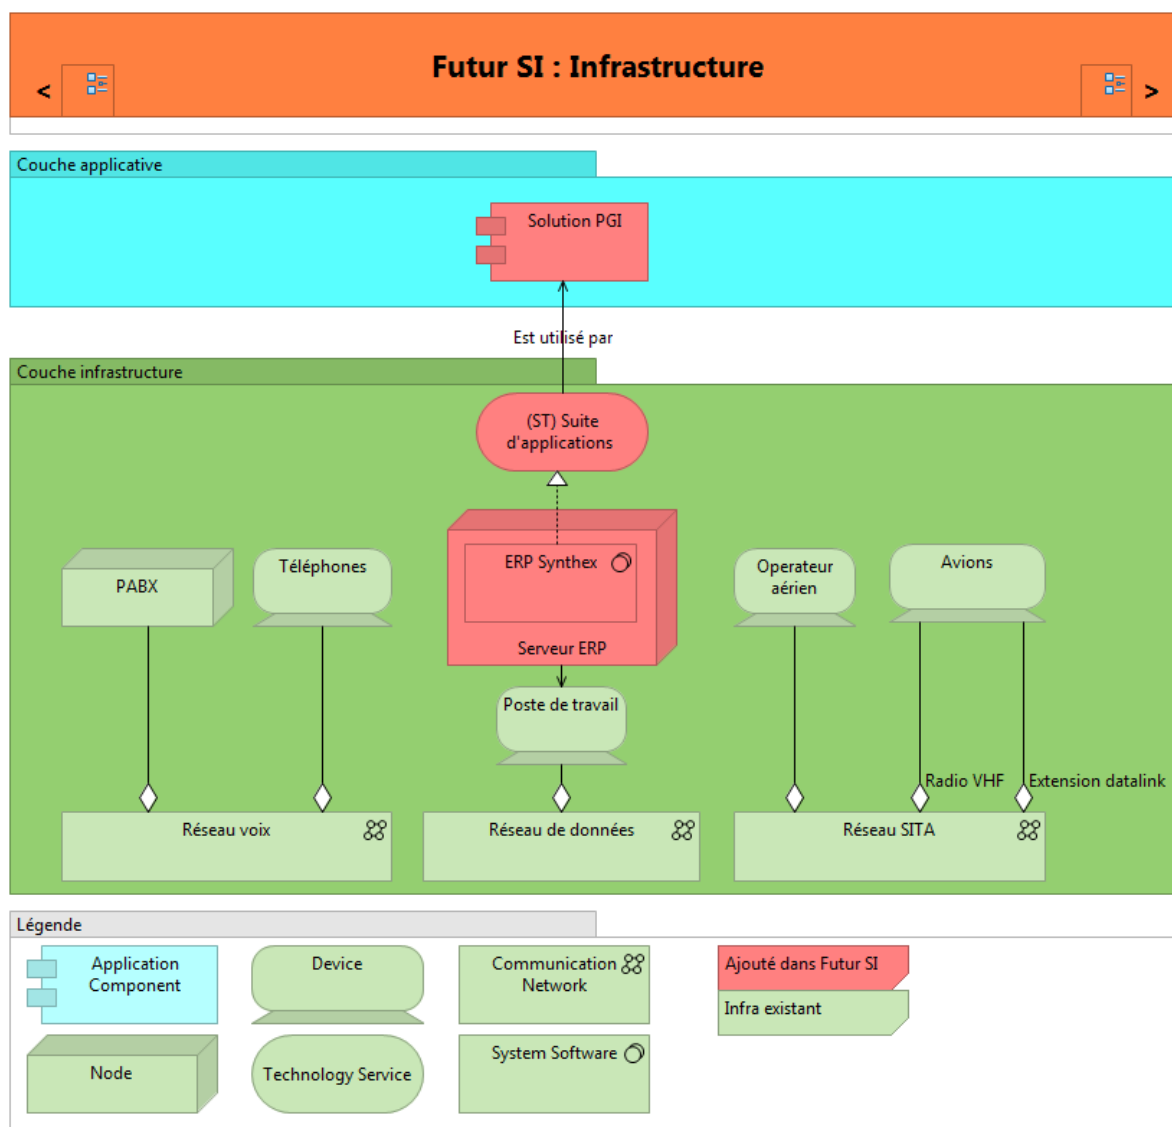 Futur SI : Infrastructure
<
>
Couche applicative
Solution PGI
Est utilisé par
Couche infrastructure
(ST) Suite
d'applications
PABX
Téléphones
ERP Synthex
Serveur ERP
Operateur
aérien
Avions
Poste de travail
Radio VHF
Extension datalink
Réseau voix
Réseau de données
Réseau SITA
Légende
Application
Component
Device
Communication
Network
Ajouté dans Futur SI
Infra existant
Node
Technology Service
System Software